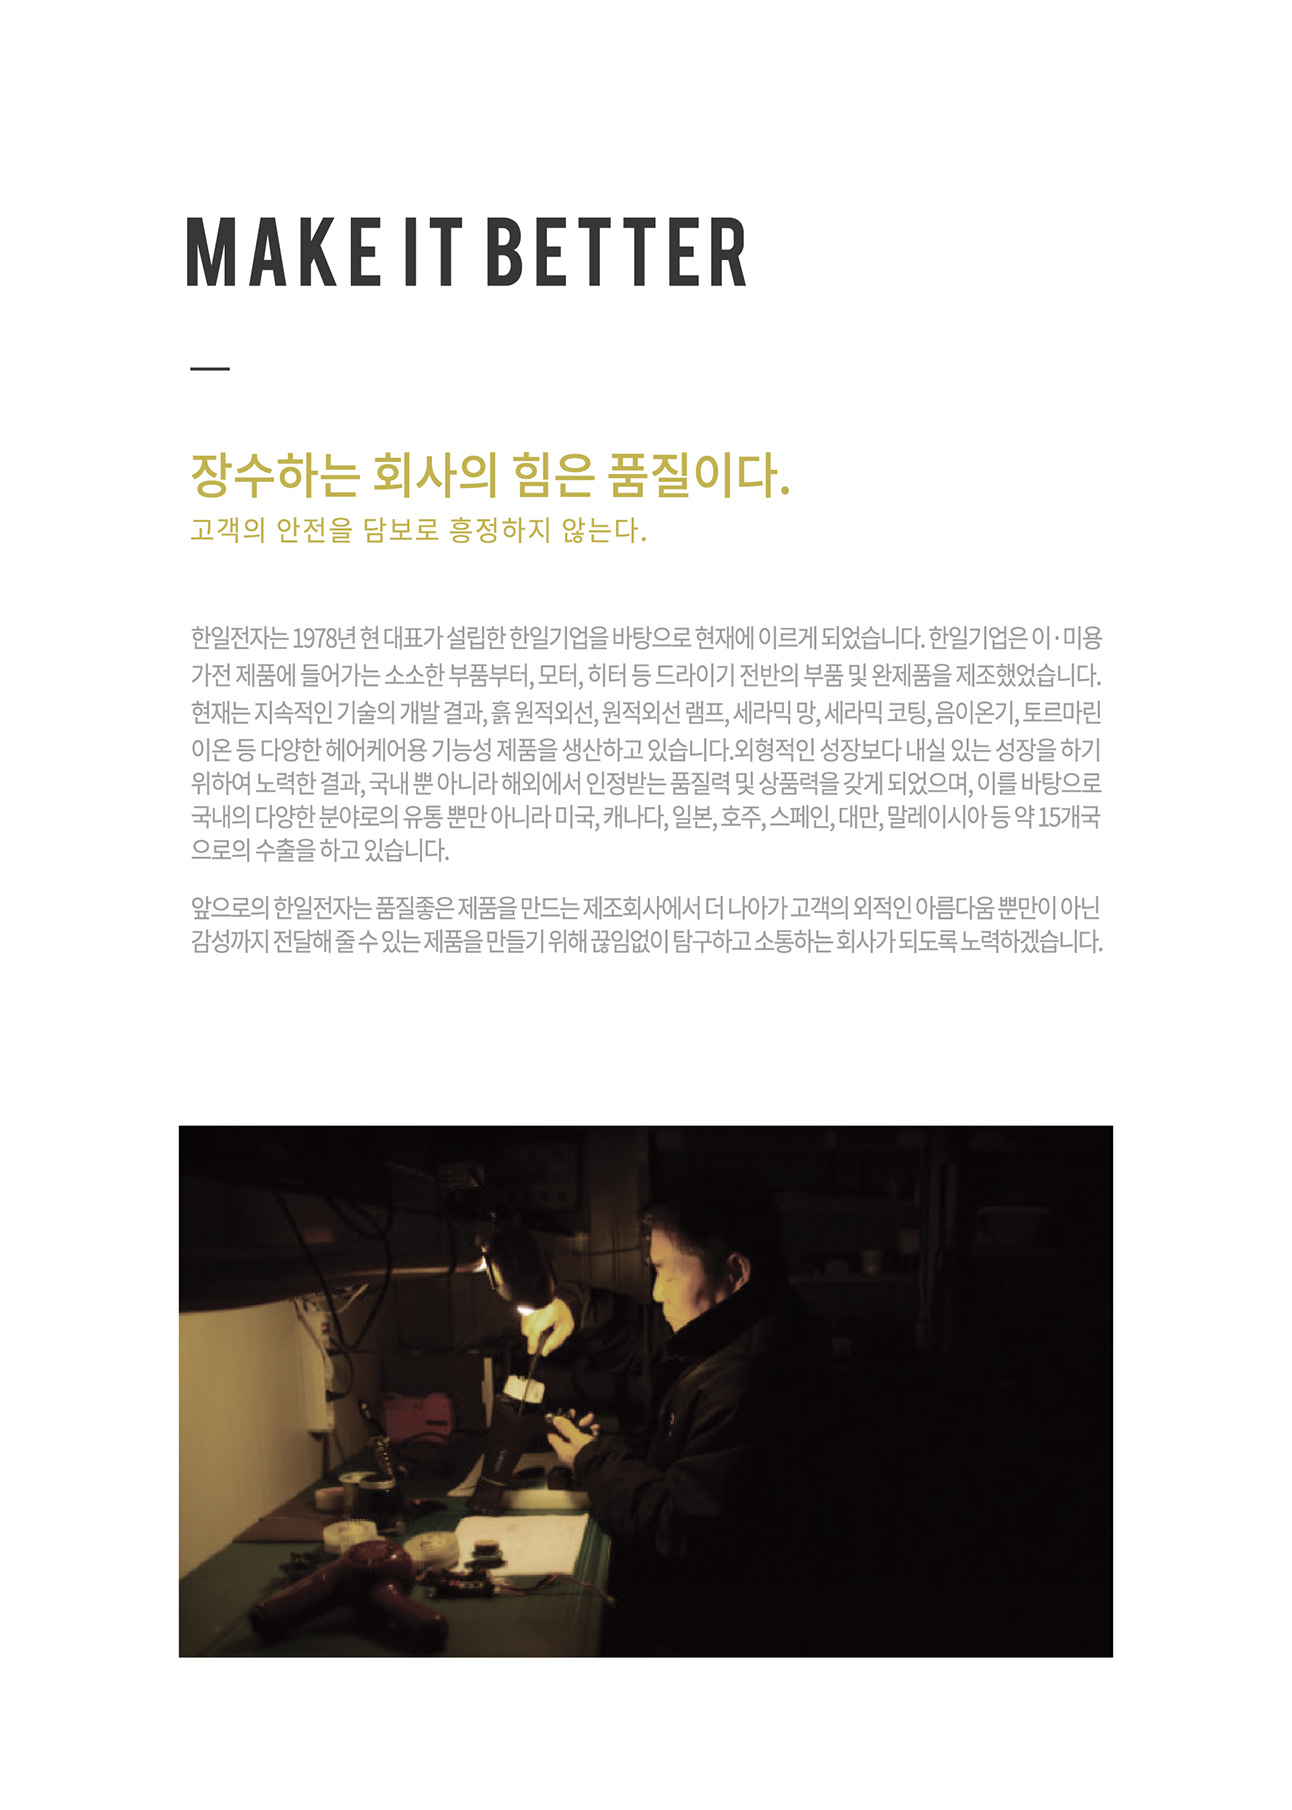 MAKE IT BETTER
장수하는 회사의 힘은 품질이다.
고객의 안전을 담보로 흥정하지 않는다.
한일전자는 1978년 현 대표가 설립한 한일기업을 바탕으로 현재에 이르게 되었습니다. 한일기업은 이·미용
가전 제품에 들어가는 소소한 부품부터, 모터, 히터 등 드라이기 전반의 부품 및 완제품을 제조했었습니다.
현재는 지속적인 기술의 개발 결과, 흙 원적외선, 원적외선 램프, 세라믹 망, 세라믹 코팅, 음이온기, 토르마린
이온 등 다양한 헤어케어용 기능성 제품을 생산하고 있습니다.외형적인 성장보다 내실 있는 성장을 하기
위하여 노력한 결과, 국내 뿐 아니라 해외에서 인정받는 품질력 및 상품력을 갖게 되었으며, 이를 바탕으로
국내의 다양한 분야로의 유통 뿐만 아니라 미국, 캐나다, 일본, 호주, 스페인, 대만, 말레이시아 등 약 15개국
으로의 수출을 하고 있습니다.
앞으로의 한일전자는 품질좋은 제품을 만드는 제조회사에서 더 나아가 고객의 외적인 아름다움 뿐만이 아닌
감성까지 전달해 줄 수 있는 제품을 만들기 위해 끊임없이 탐구하고 소통하는 회사가 되도록 노력하겠습니다.